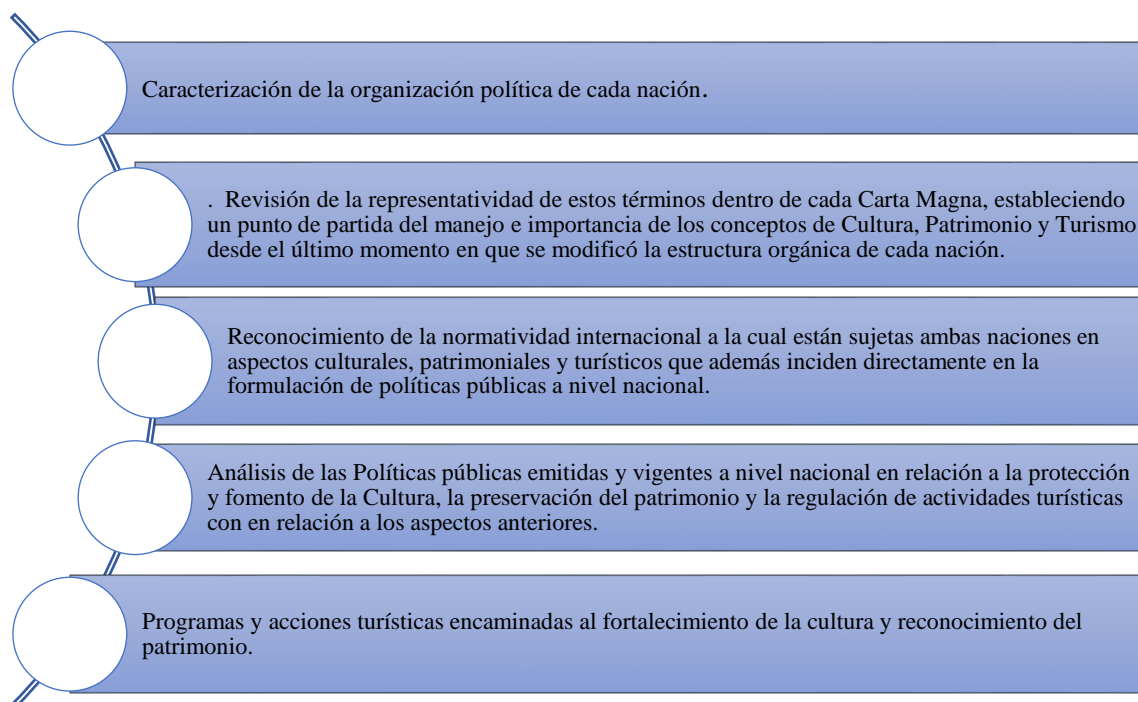 Caracterización de la organización política de cada nación.
. Revisión de la representatividad de estos términos dentro de cada Carta Magna, estableciendo
un punto de partida del manejo e importancia de los conceptos de Cultura, Patrimonio y Turismo
desde el último momento en que se modificó la estructura orgánica de cada nación.
Reconocimiento de la normatividad internacional a la cual están sujetas ambas naciones en
aspectos culturales, patrimoniales y turísticos que además inciden directamente en la
formulación de políticas públicas a nivel nacional.
Análisis de las Políticas públicas emitidas y vigentes a nivel nacional en relación a la protección
y fomento de la Cultura, la preservación del patrimonio y la regulación de actividades turísticas
con en relación a los aspectos anteriores.
Programas y acciones turísticas encaminadas al fortalecimiento de la cultura y reconocimiento del
patrimonio.